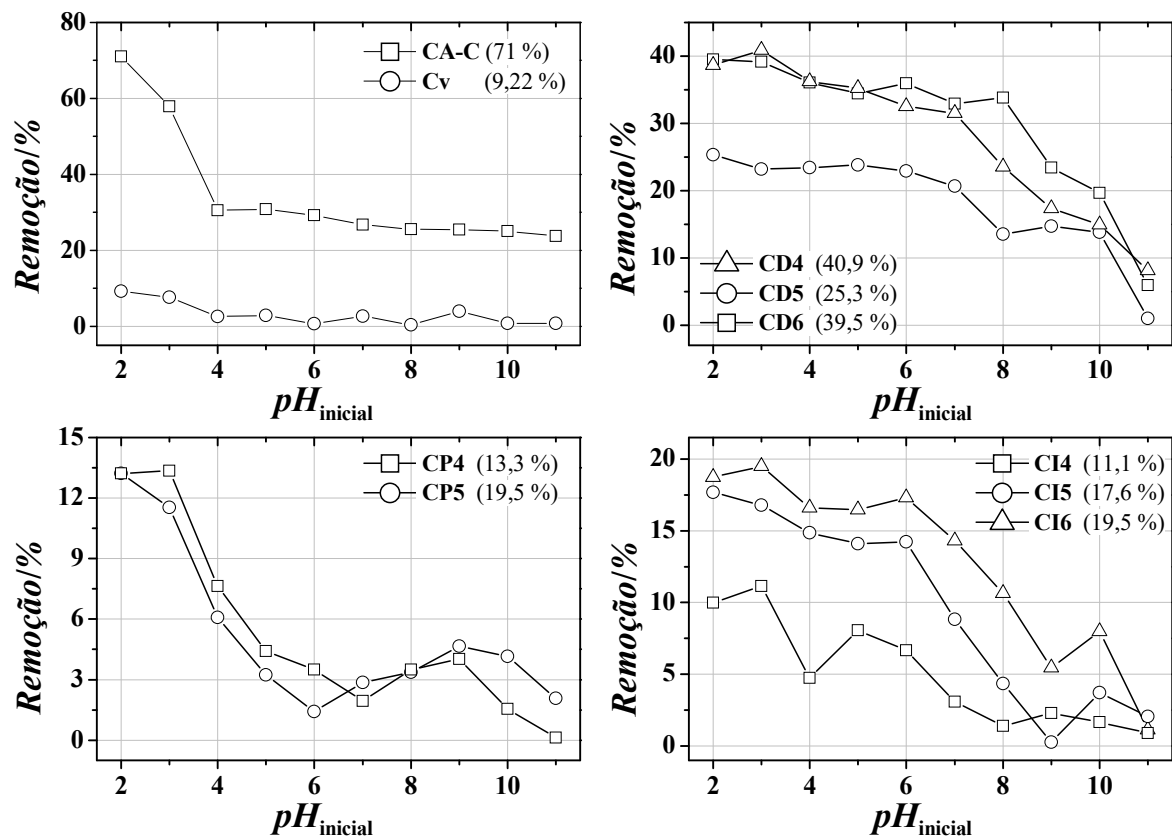 Remoção/%
80
60
40
20
0
CA-C (71 %)
Cv (9,22 %)
2 4 6 8 10
pHinicial
Remoção/%
40
30
20
10
0
CD4 (40,9 %)
CD5 (25,3 %)
CD6 (39,5 %)
2 4 6 8 10
pHinicial
Remoção/%
15
12
9
6
3
0
CP4 (13,3 %)
CP5 (19,5 %)
2 4 6 8 10
pHinicial
Remoção/%
20
15
10
5
0
CI4 (11,1 %)
CI5 (17,6 %)
CI6 (19,5 %)
2 4 6 8 10
pHinicial